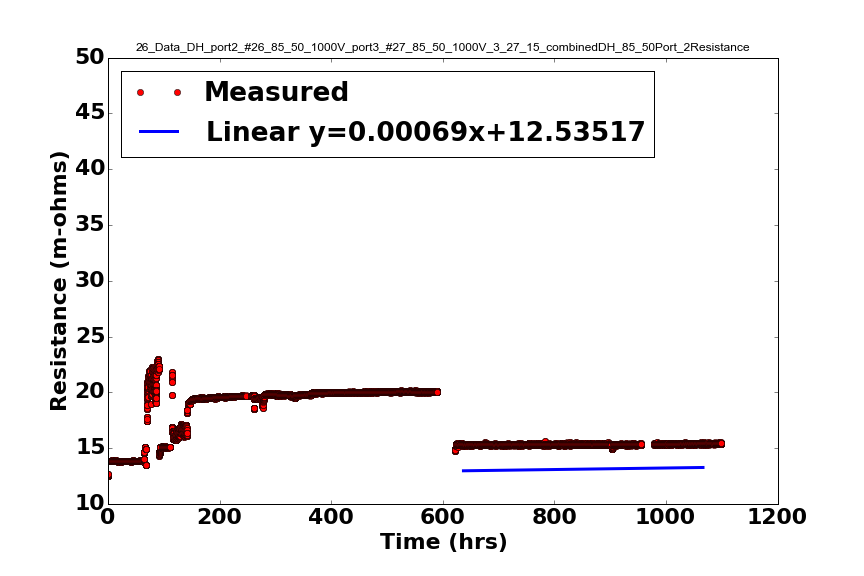 26_Data_DH_port2_#26_85_50_1000V_port3_#27_85_50_1000V_3_27_15_combinedDH_85_50Port_2Resistance
50
45
40
35
30
25
20
15
10
Resistance (m-ohms)
Measured
Linear y=0.00069x+12.53517
0 200 400 600 800 1000 1200
Time (hrs)